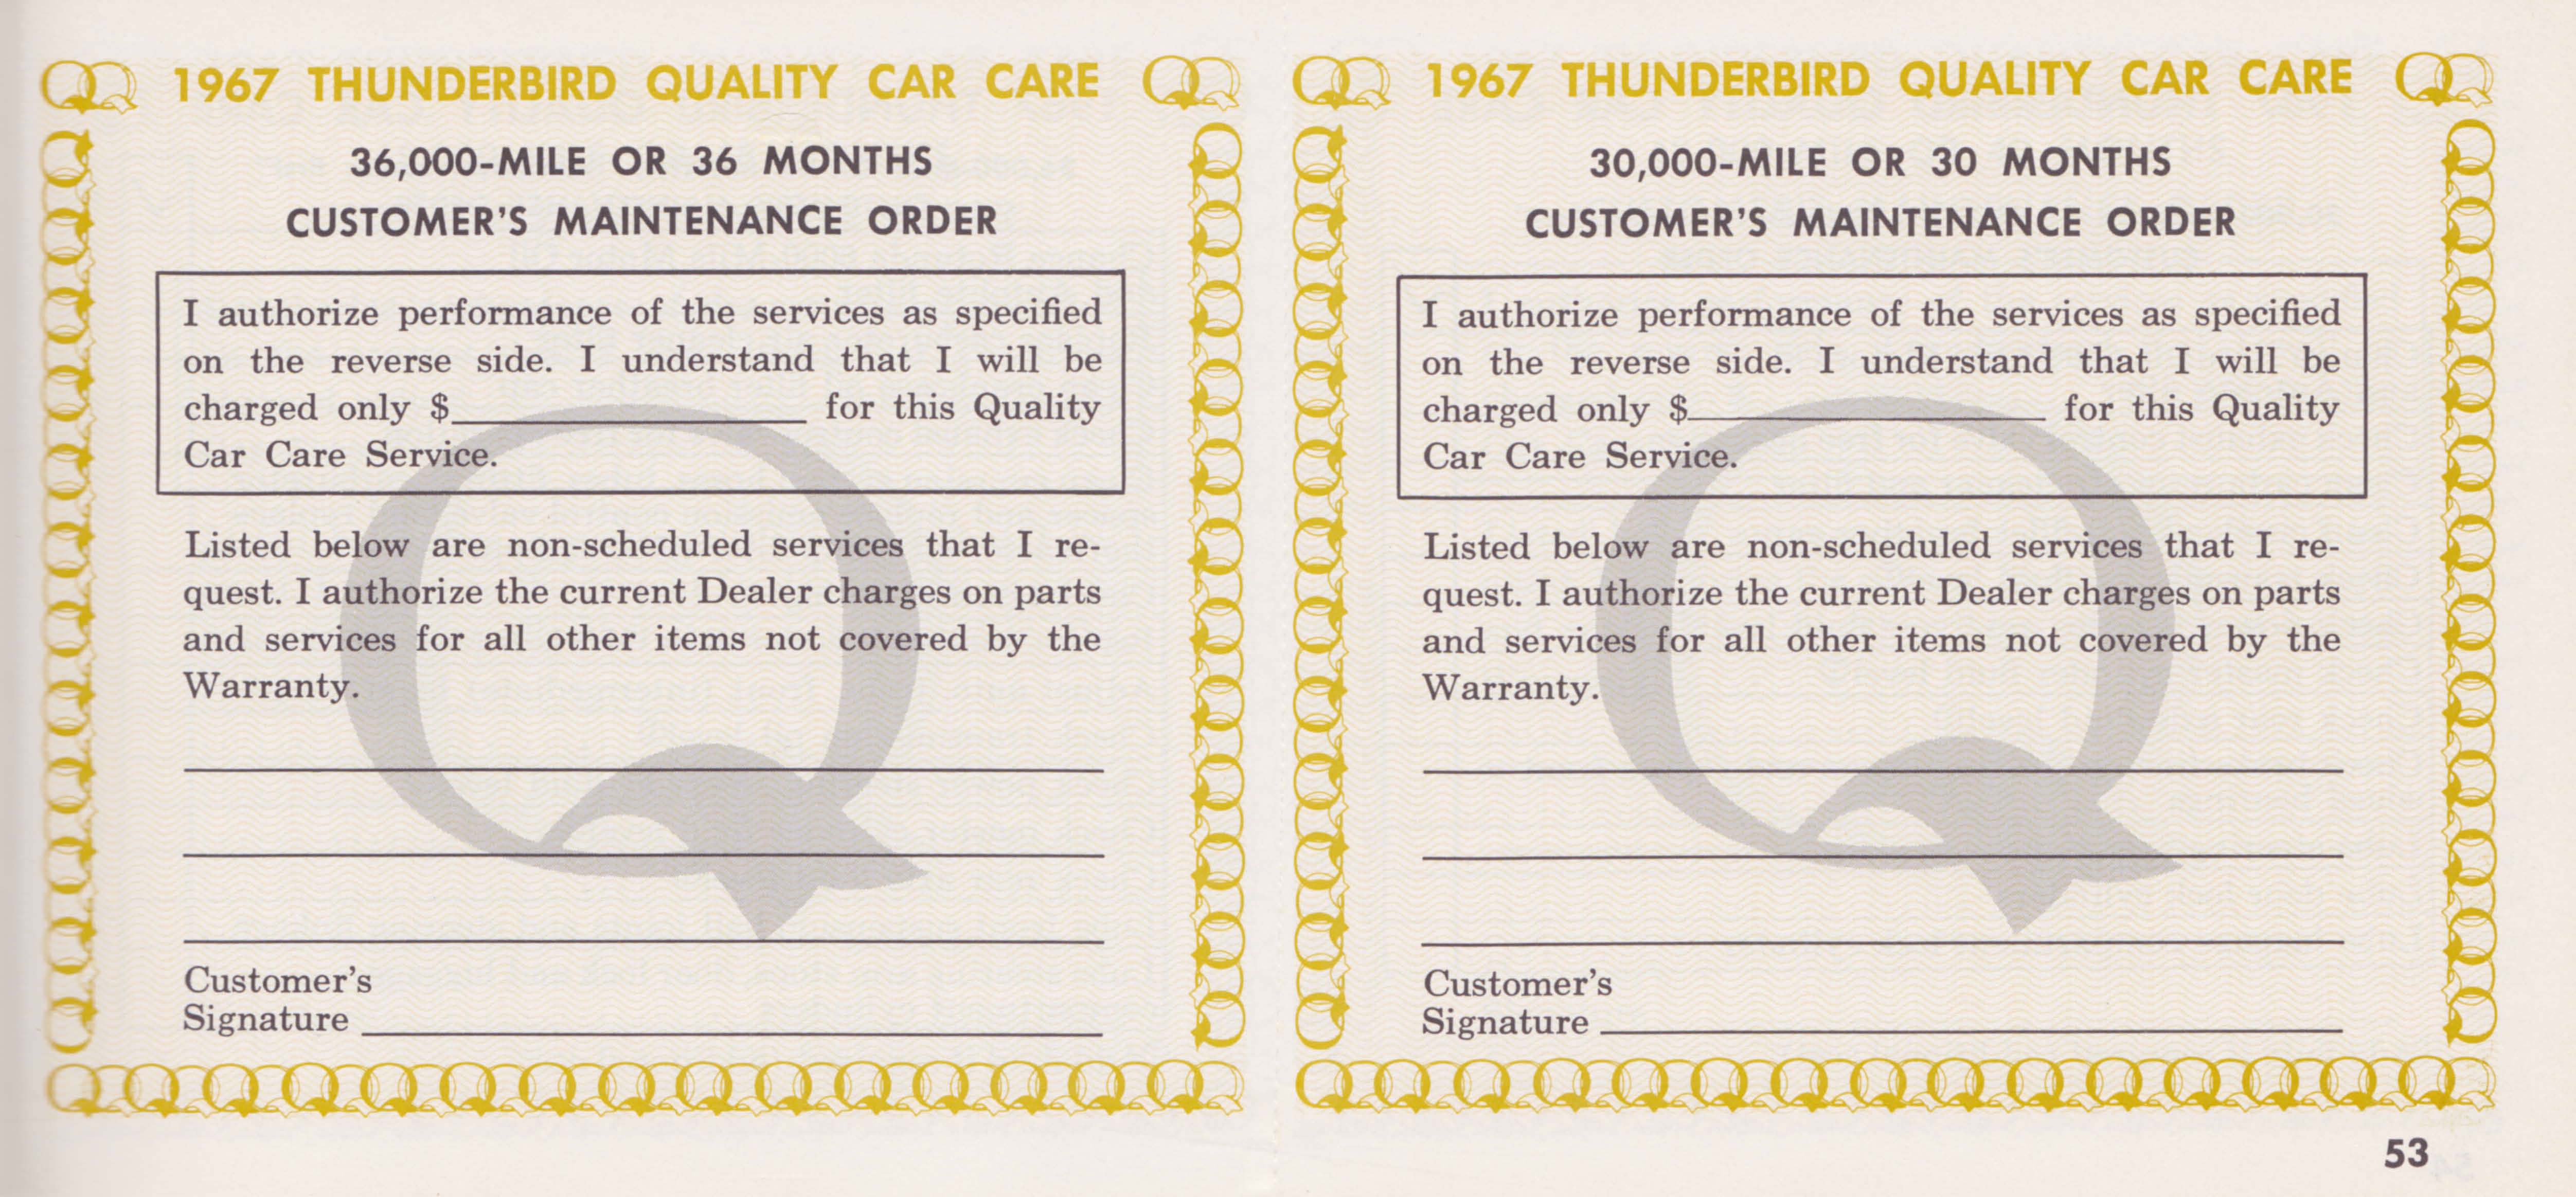 1967 THUNDERBIRD QUALITY CAR CARE
36,000-MILE OR 36 MONTHS
CUSTOMER'S MAINTENANCE ORDER
I authorize performance of the services as specified
on the reverse side. I understand that I will be
charged only $ for this Quality
Car Care Service.
Listed below are non-scheduled services that I re-
quest. I authorize the current Dealer charges on parts
and services for all other items not covered by the
Warranty.
Customer's
Signature
1967 THUNDERBIRD QUALITY CAR CARE
30,000-MILE OR 30 MONTHS
CUSTOMER'S MAINTENANCE ORDER
I authorize performance of the services as specified
on the reverse side. I understand that I will be
charged only $ for this Quality
Car Care Service.
Listed below are non-scheduled services that I re-
quest. I authorize the current Dealer charges on parts
and services for all other items not covered by the
Warranty.
Customer's
Signature
53